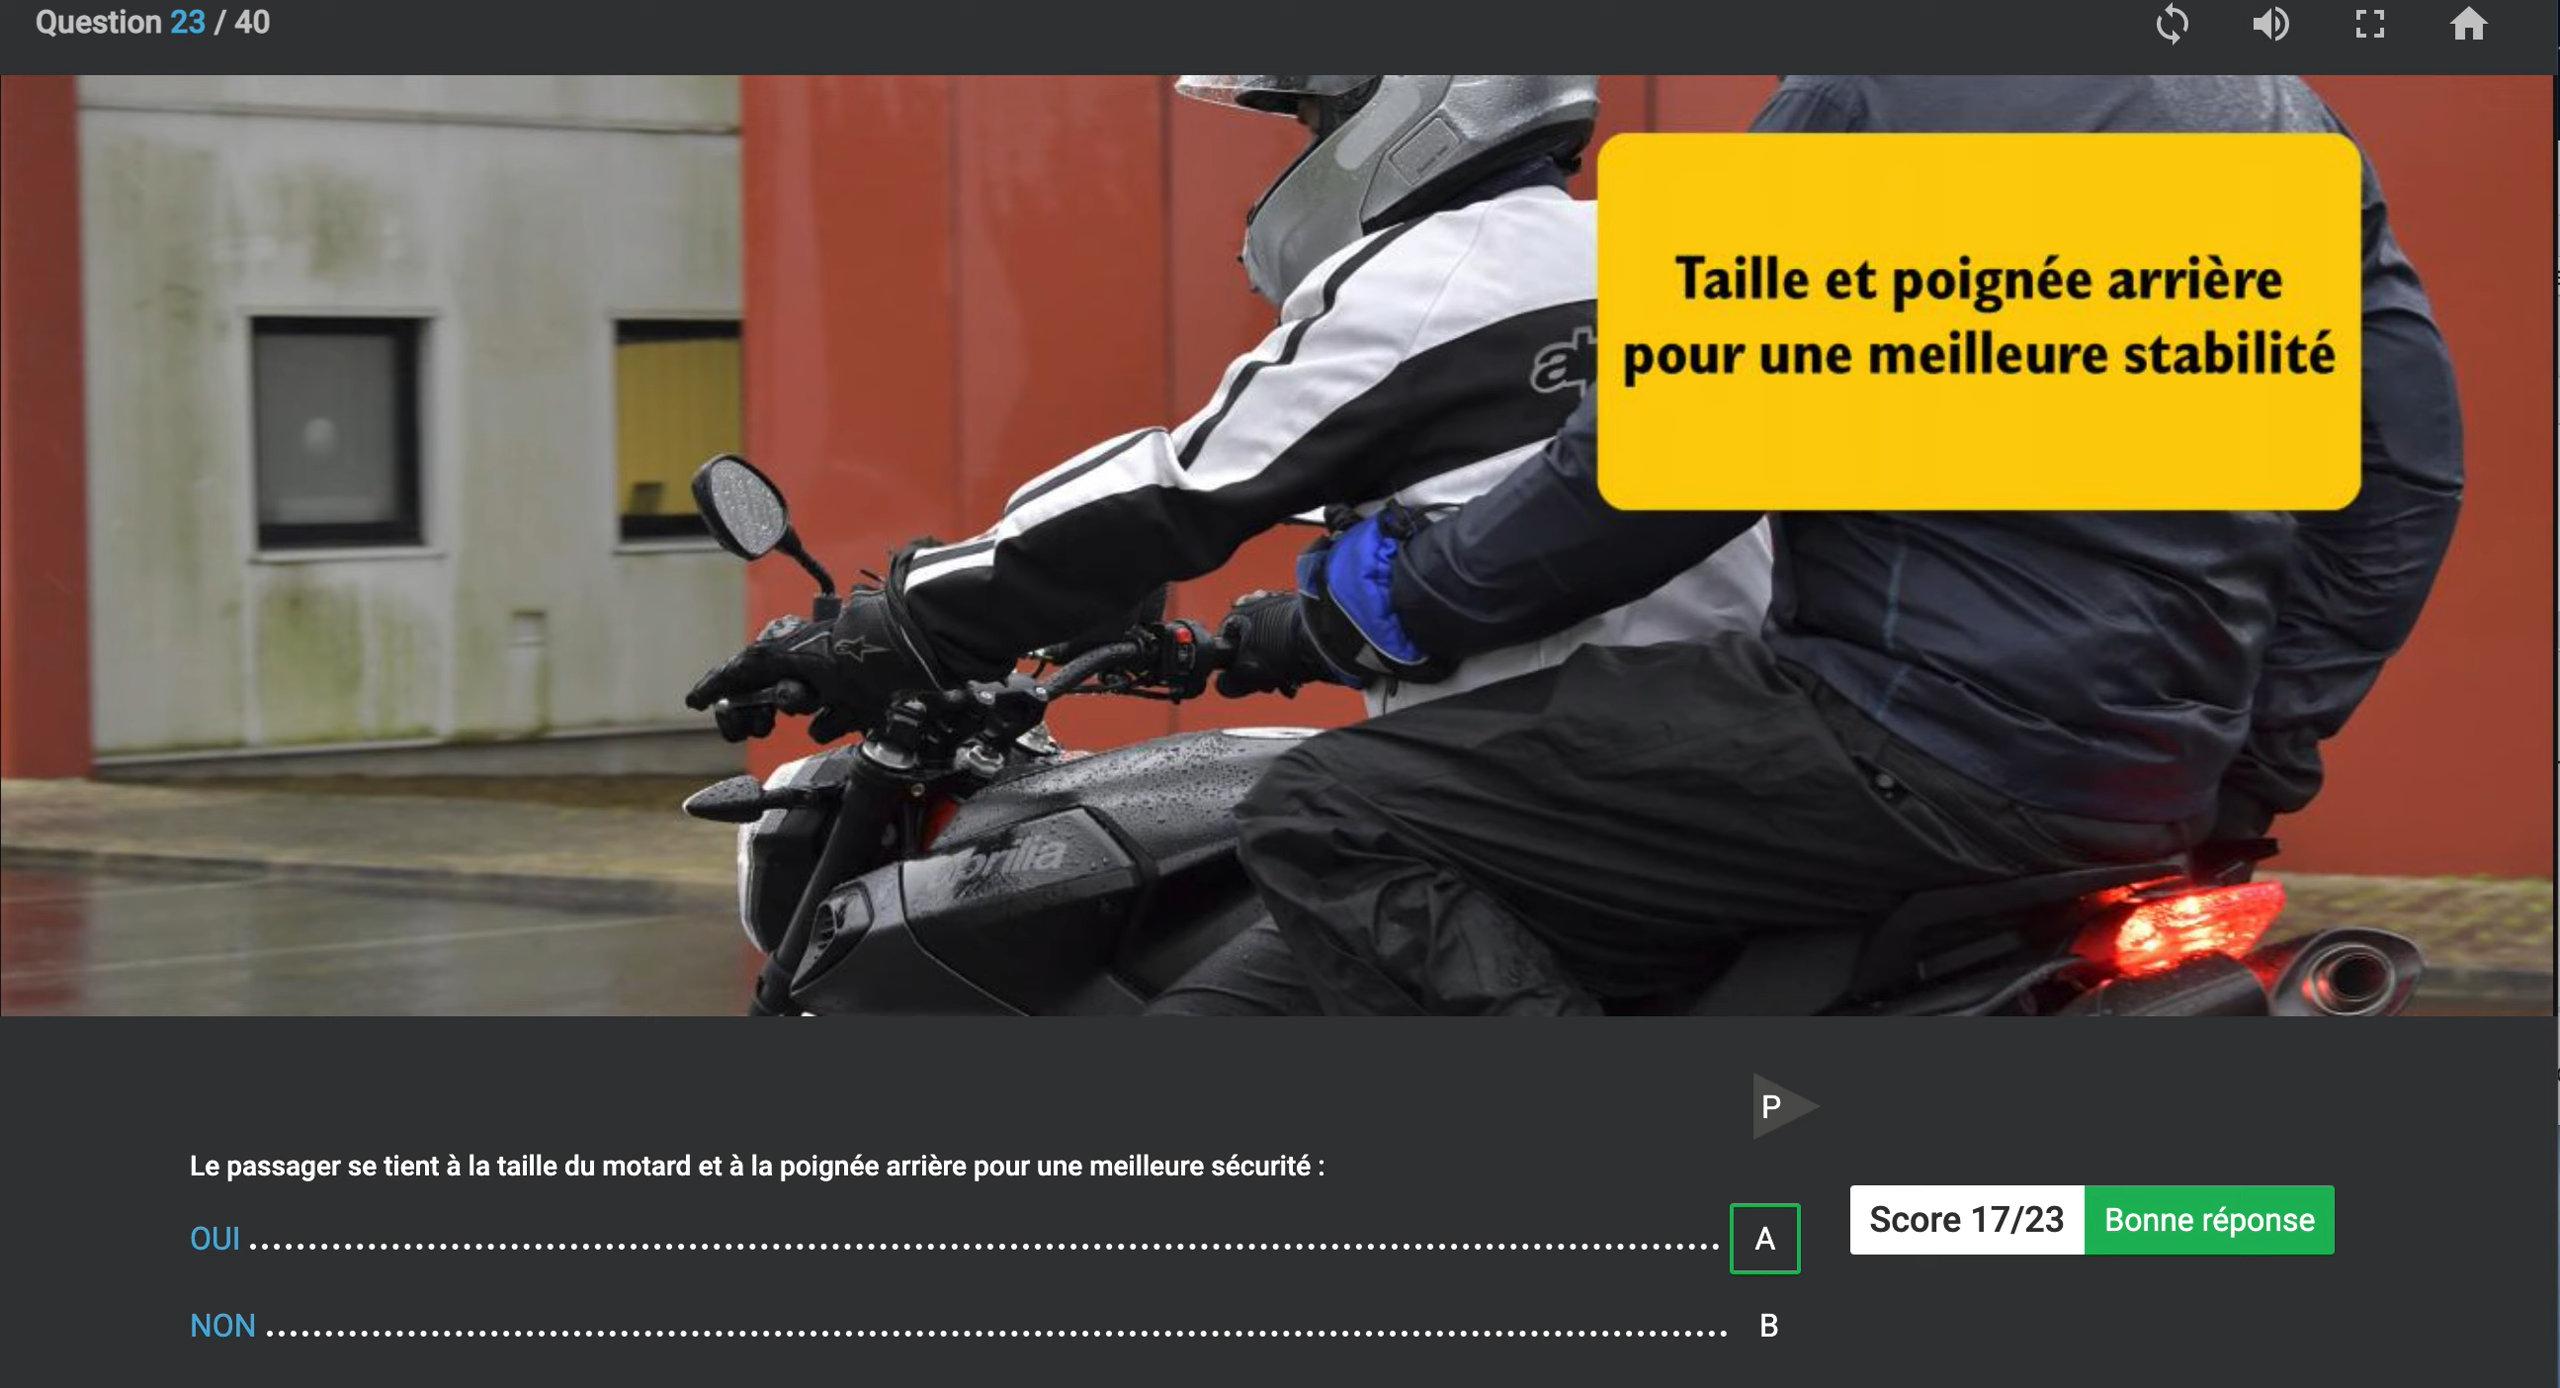 Question 23 / 40
Taille et poignée arrière
pour une meilleure stabilité
P
Le passager se tient à la taille du motard et à la poignée arrière pour une meilleure sécurité :
OUI ........................................................................................................................ A
Score 17/23 Bonne réponse
NON ........................................................................................................................ B